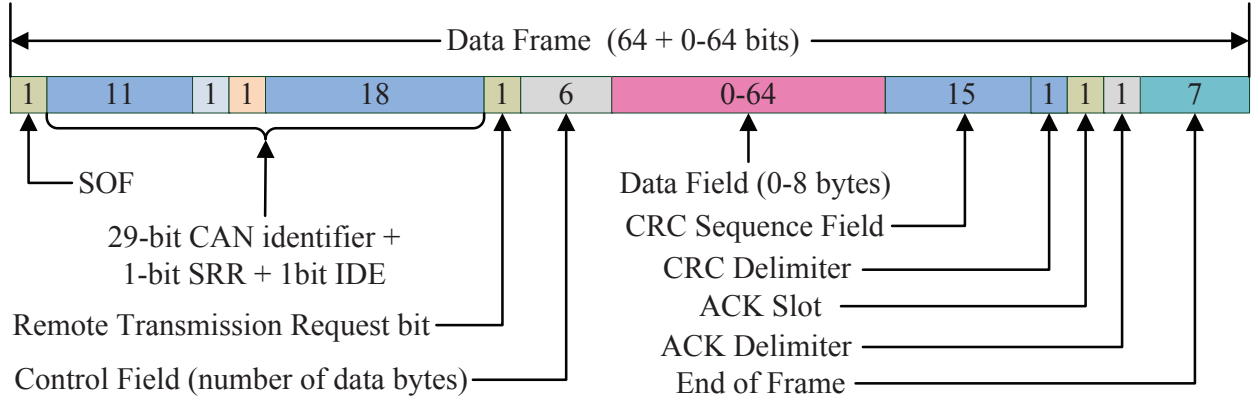 Data Frame (64 + 0-64 bits)
1 11 1 1 18 1 6 0-64 15 1 1 1 7
SOF
Data Field (0-8 bytes)
CRC Sequence Field
29-bit CAN identifier +
1-bit SRR + 1bit IDE
CRC Delimiter
ACK Slot
Remote Transmission Request bit
ACK Delimiter
Control Field (number of data bytes)
End of Frame